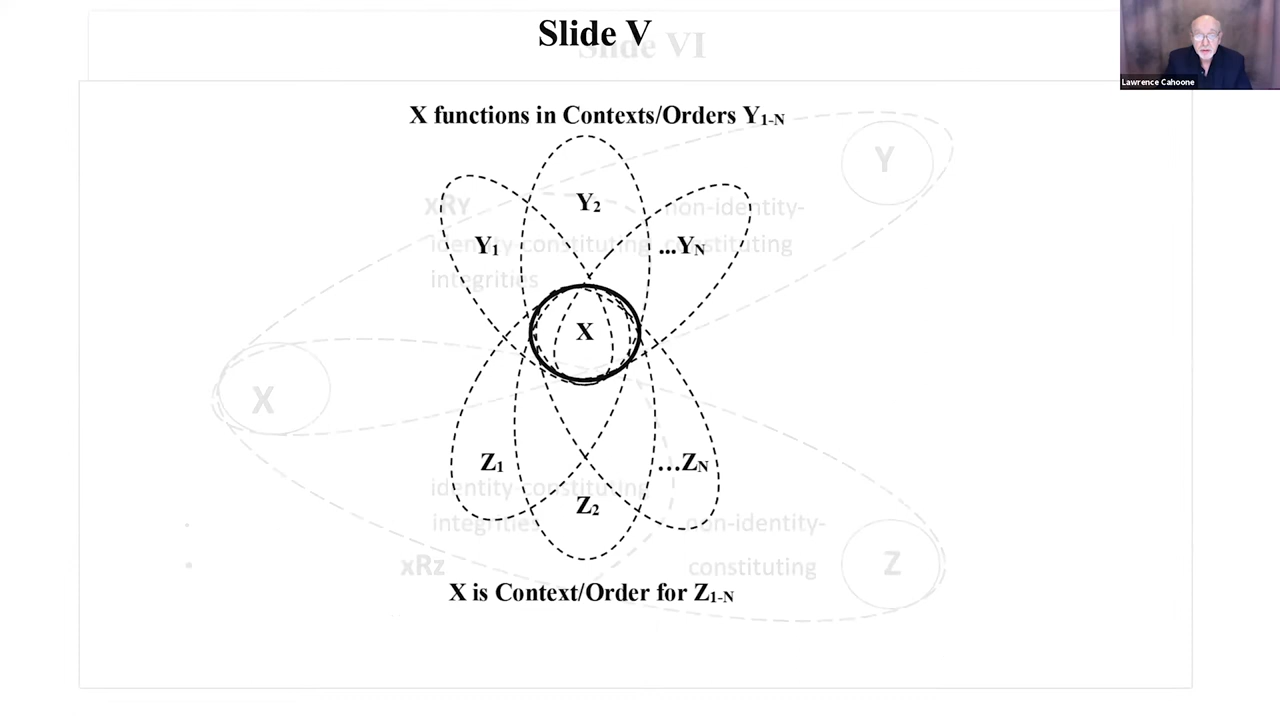 Slide V
Slide VI
Lawrence Cahoone
X functions in Contexts/Orders Y1-N
Y
Y2
xRY
non-identity-
Y1
...YN
identity-constituting
constituting
integrities
X
X
Z1
...ZN
identity-constituting
Z2
integrities
non-identity-
xRz
constituting
Z
X is Context/Order for Z1-N